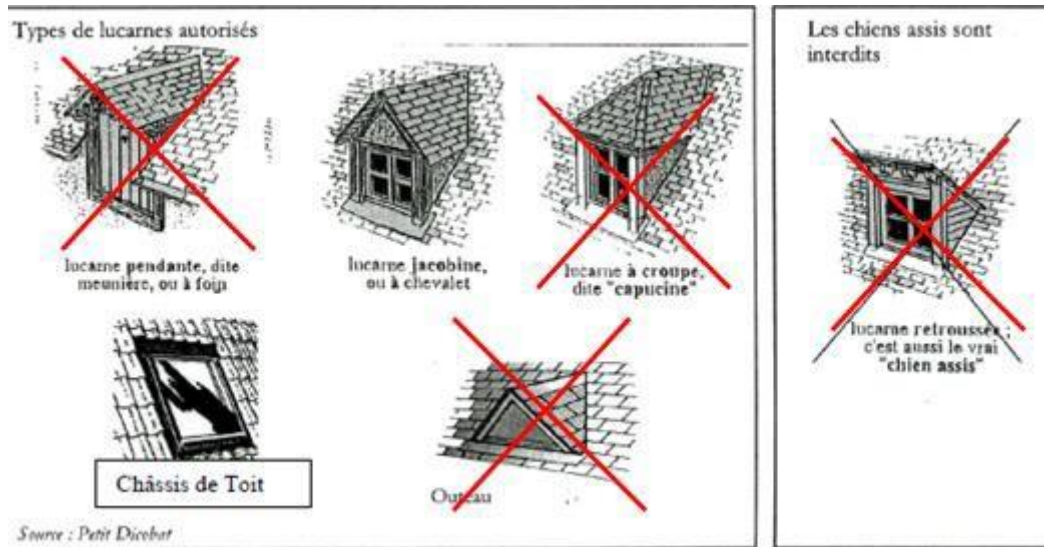 Types de lucarnes autorisés
lucarne pendante, dite
meunière, ou à foin
lucarne jacobine,
ou à chevalet
lucarne à croupe,
dite "capucine"
Châssis de Toit
Outeau
Source : Petit Dicobat
Les chiens assis sont
interdits
lucarne retroussée ;
c'est aussi le vrai
"chien assis"